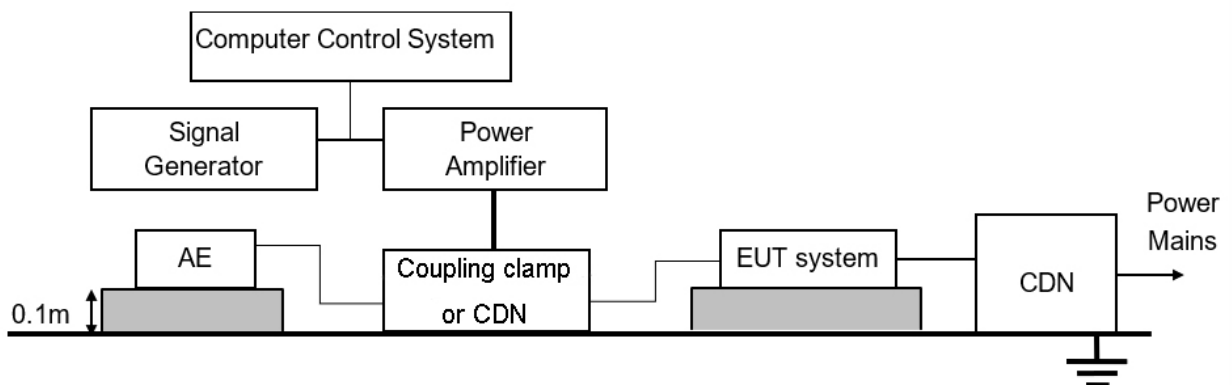 Computer Control System
Signal
Generator
Power
Amplifier
AE
Coupling clamp
or CDN
EUT system
CDN
Power
Mains
0.1m